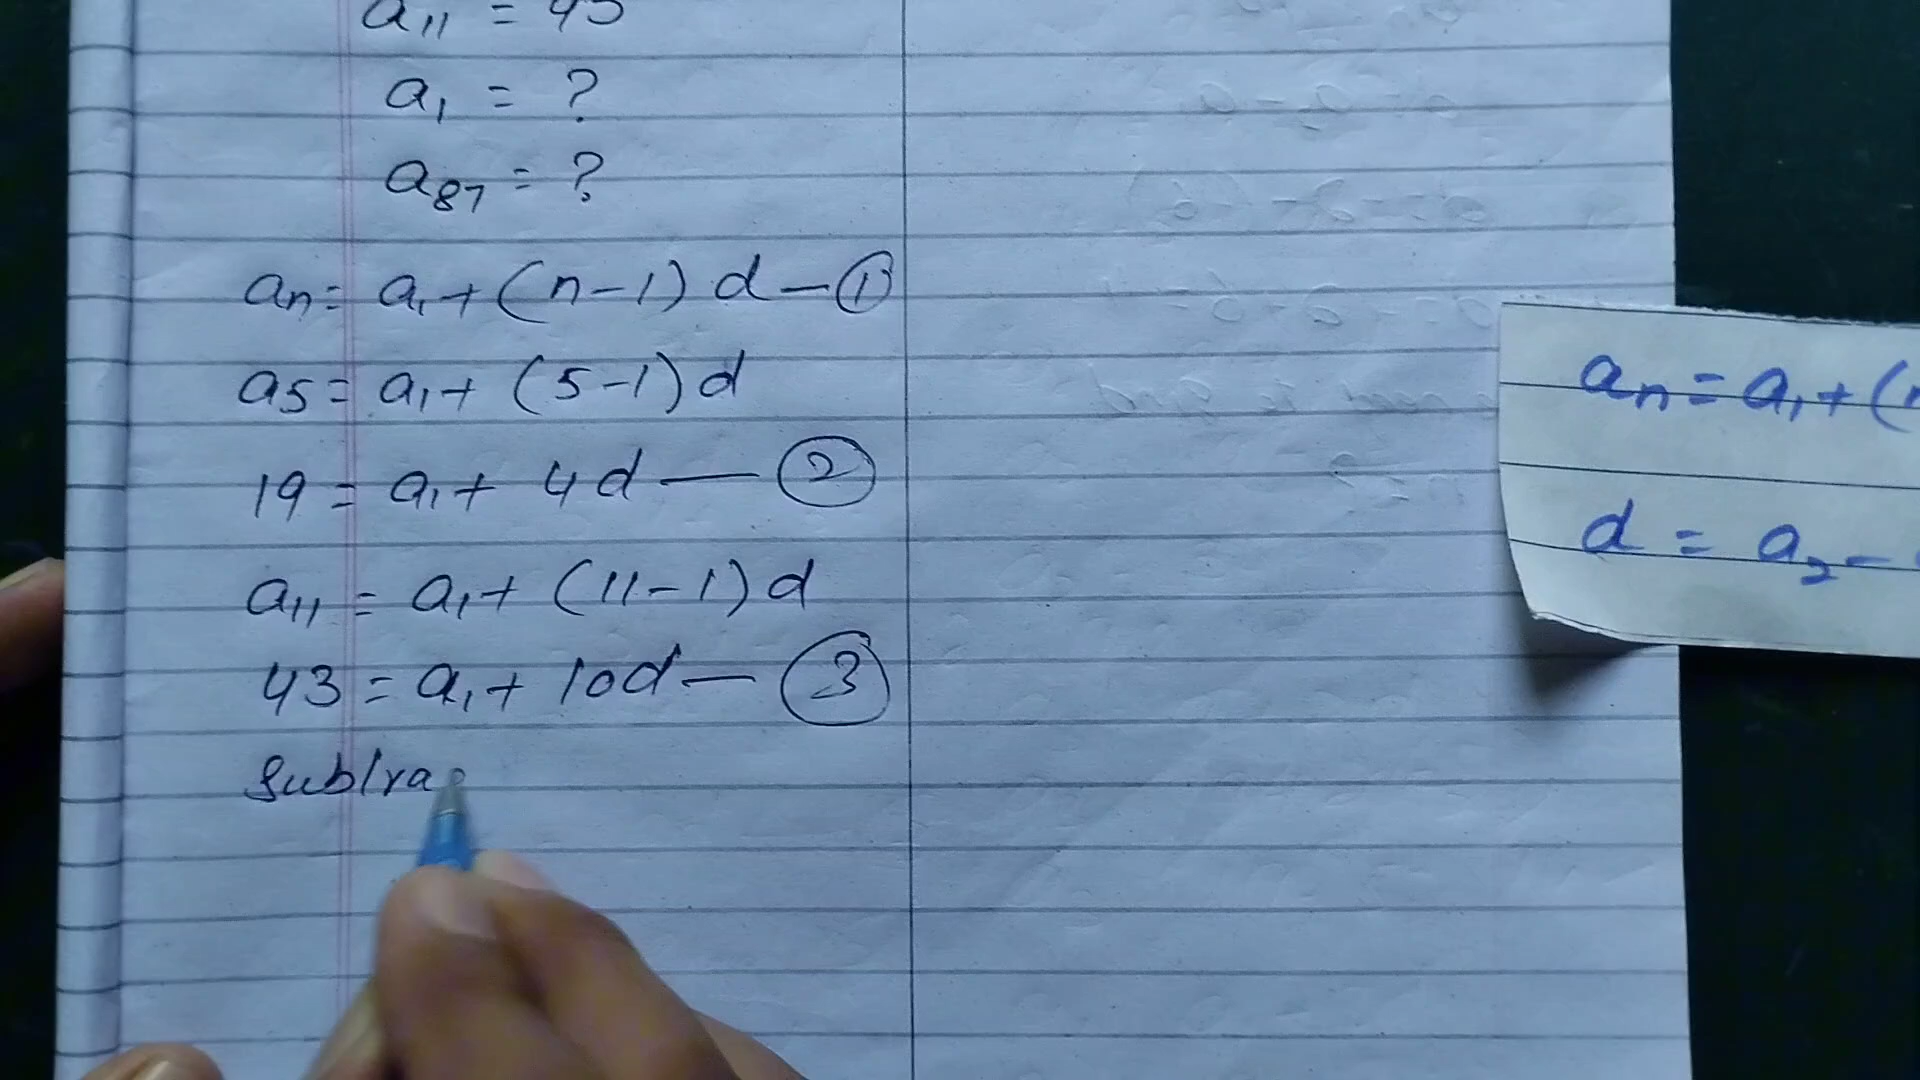 a₁₁ = 43
a₁ = ?
a₈₇ = ?
aₙ = a₁ + (n-1) d — ①
a₅ = a₁ + (5-1) d
19 = a₁ + 4d — ②
a₁₁ = a₁ + (11-1) d
43 = a₁ + 10d — ③
Subtra
aₙ = a₁ + (n
d = a₂ -